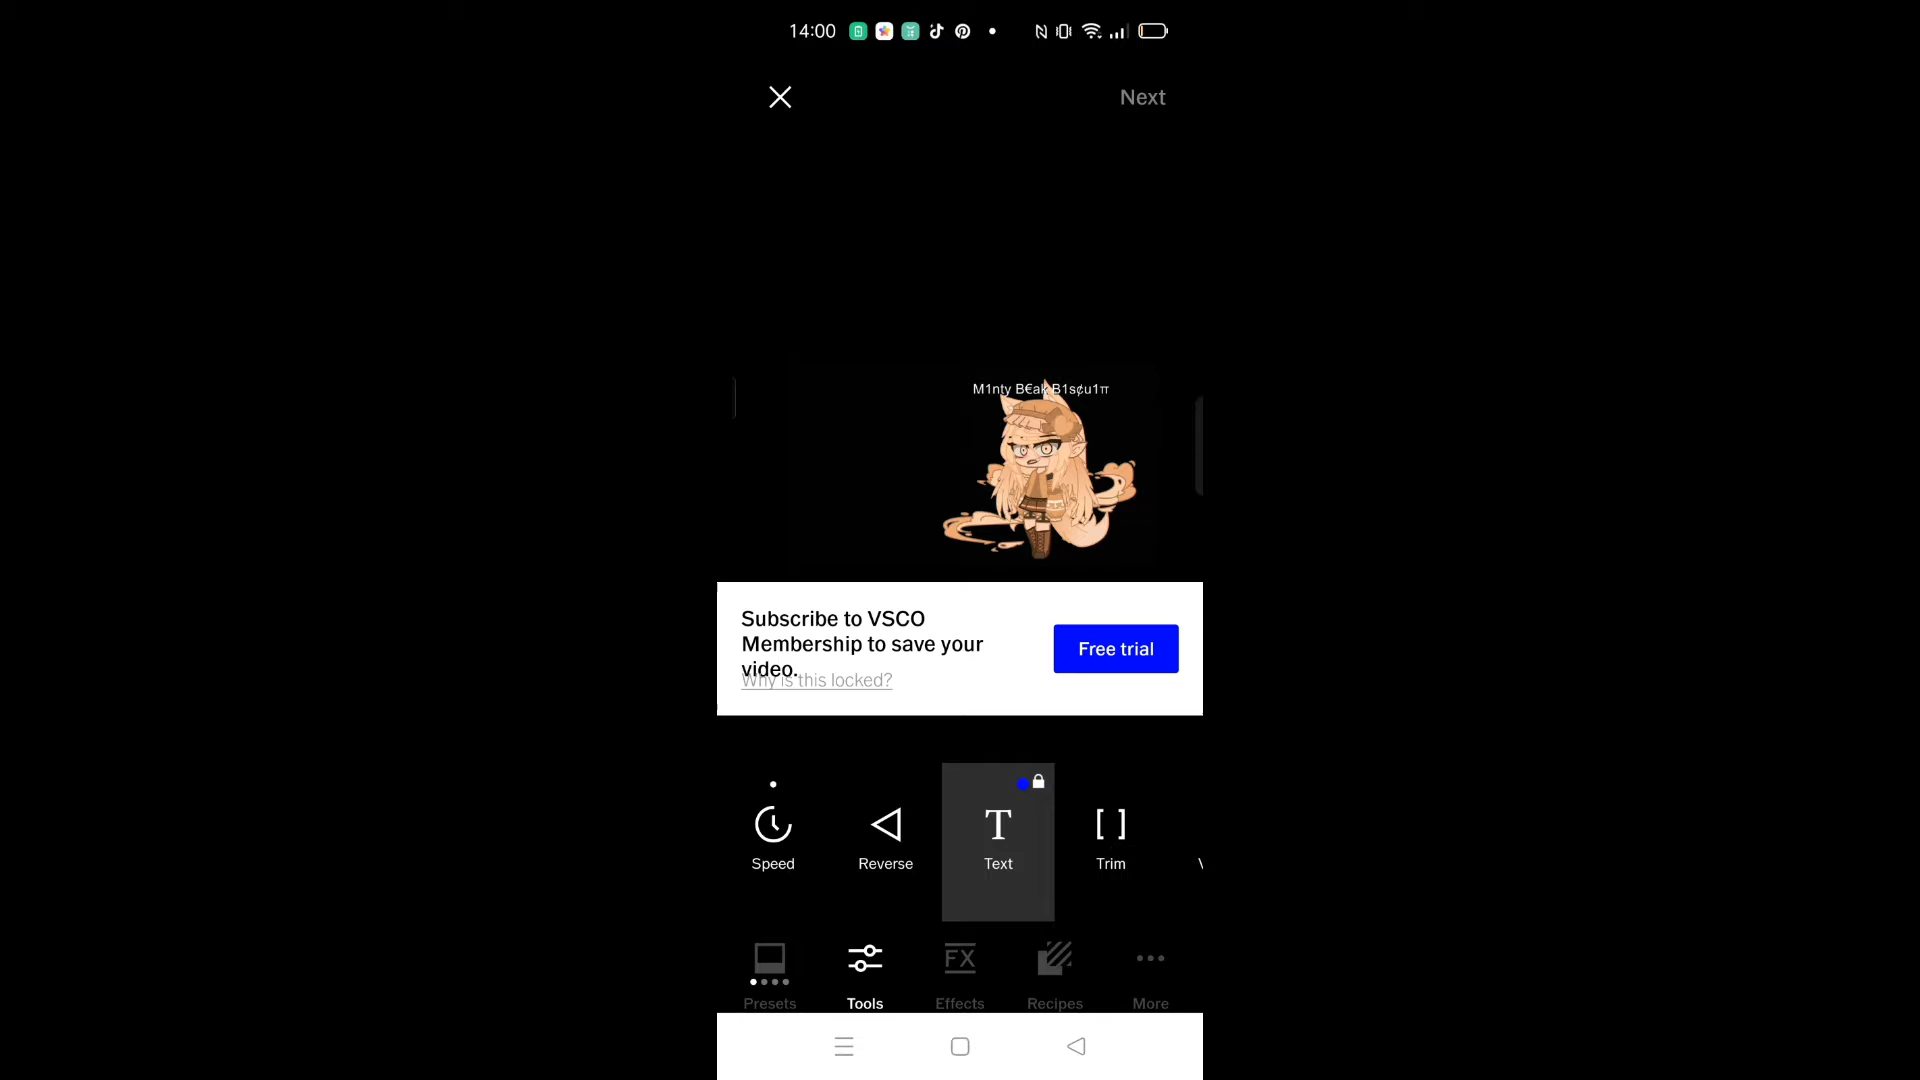 14:00
Next
M1nty B€ak B1s¢u1π
Subscribe to VSCO
Membership to save your
video.
Why is this locked?
Free trial
Speed
Reverse
T
Text
Trim
FX
Presets
Tools
Effects
Recipes
More